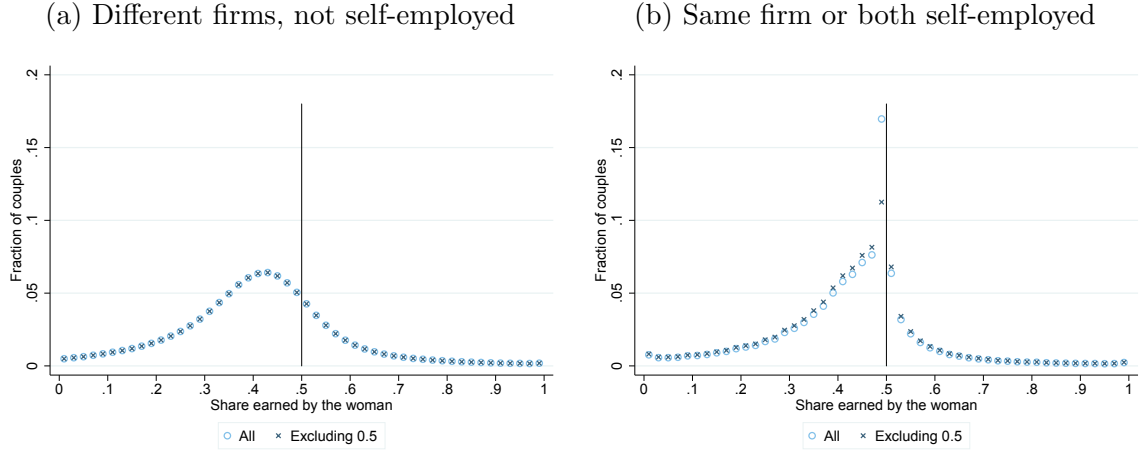 (a) Different firms, not self-employed
(b) Same firm or both self-employed
Fraction of couples
.2
.15
.1
.05
0
0 .1 .2 .3 .4 .5 .6 .7 .8 .9 1
Share earned by the woman
All Excluding 0.5
Fraction of couples
.2
.15
.1
.05
0
0 .1 .2 .3 .4 .5 .6 .7 .8 .9 1
Share earned by the woman
All Excluding 0.5